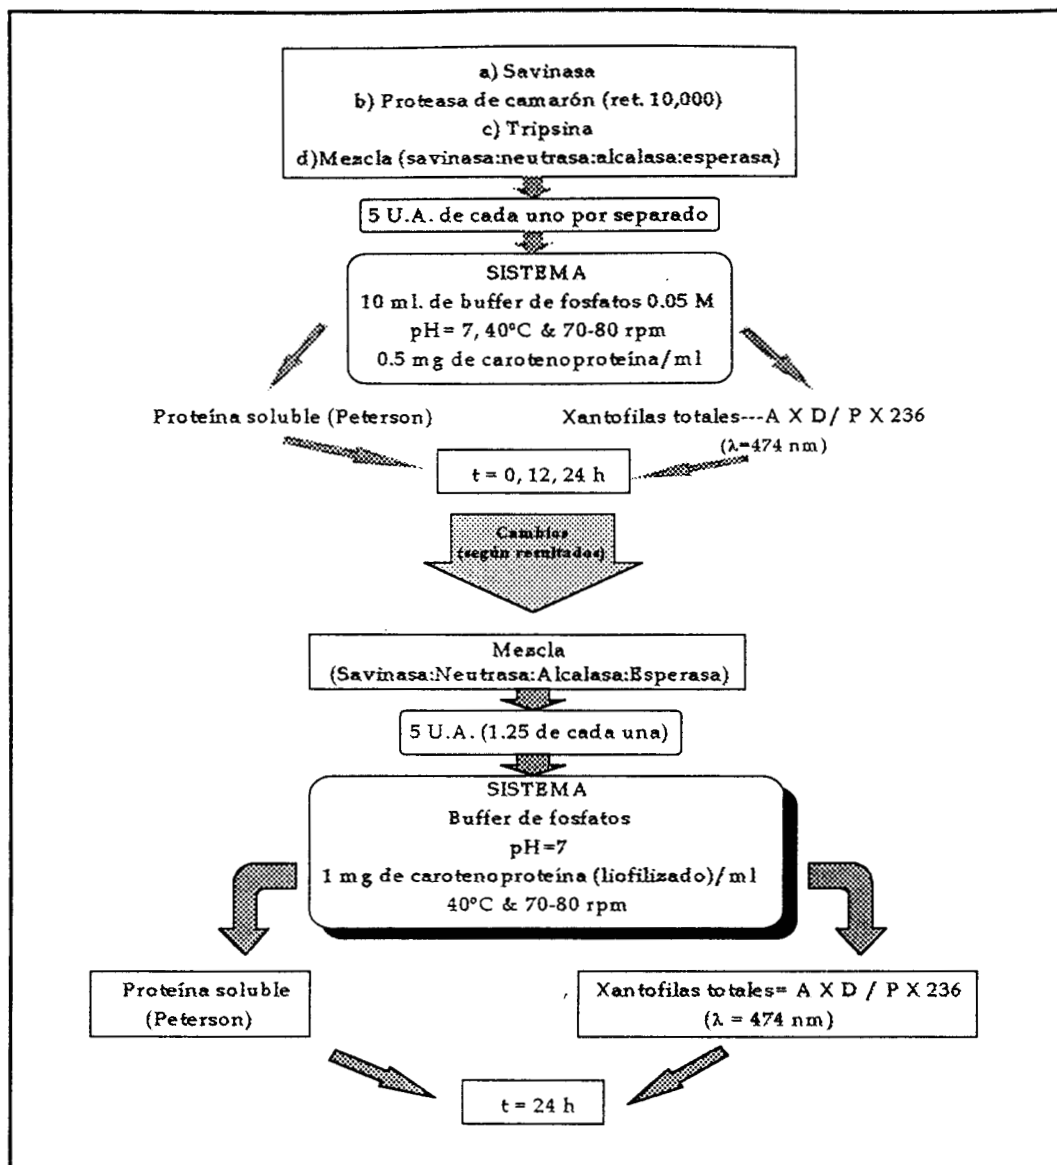 a) Savinasa
b) Proteasa de camarón (ret. 10,000)
c) Tripsina
d)Mezcla (savinasa:neutrasa:alcalasa:esperasa)
5 U.A. de cada uno por separado
SISTEMA
10 ml. de buffer de fosfatos 0.05 M
pH= 7, 40°C & 70-80 rpm
0.5 mg de carotenoproteína/ml
Proteína soluble (Peterson)
Xantofilas totales---A X D/ P X 236
(λ=474 nm)
t = 0, 12, 24 h
Cambios
(según resultados)
Mezcla
(Savinasa:Neutrasa:Alcalasa:Esperasa)
5 U.A. (1.25 de cada una)
SISTEMA
Buffer de fosfatos
pH=7
1 mg de carotenoproteína (liofilizado)/ml
40°C & 70-80 rpm
Proteína soluble
(Peterson)
Xantofilas totales= A X D / P X 236
(λ = 474 nm)
t = 24 h